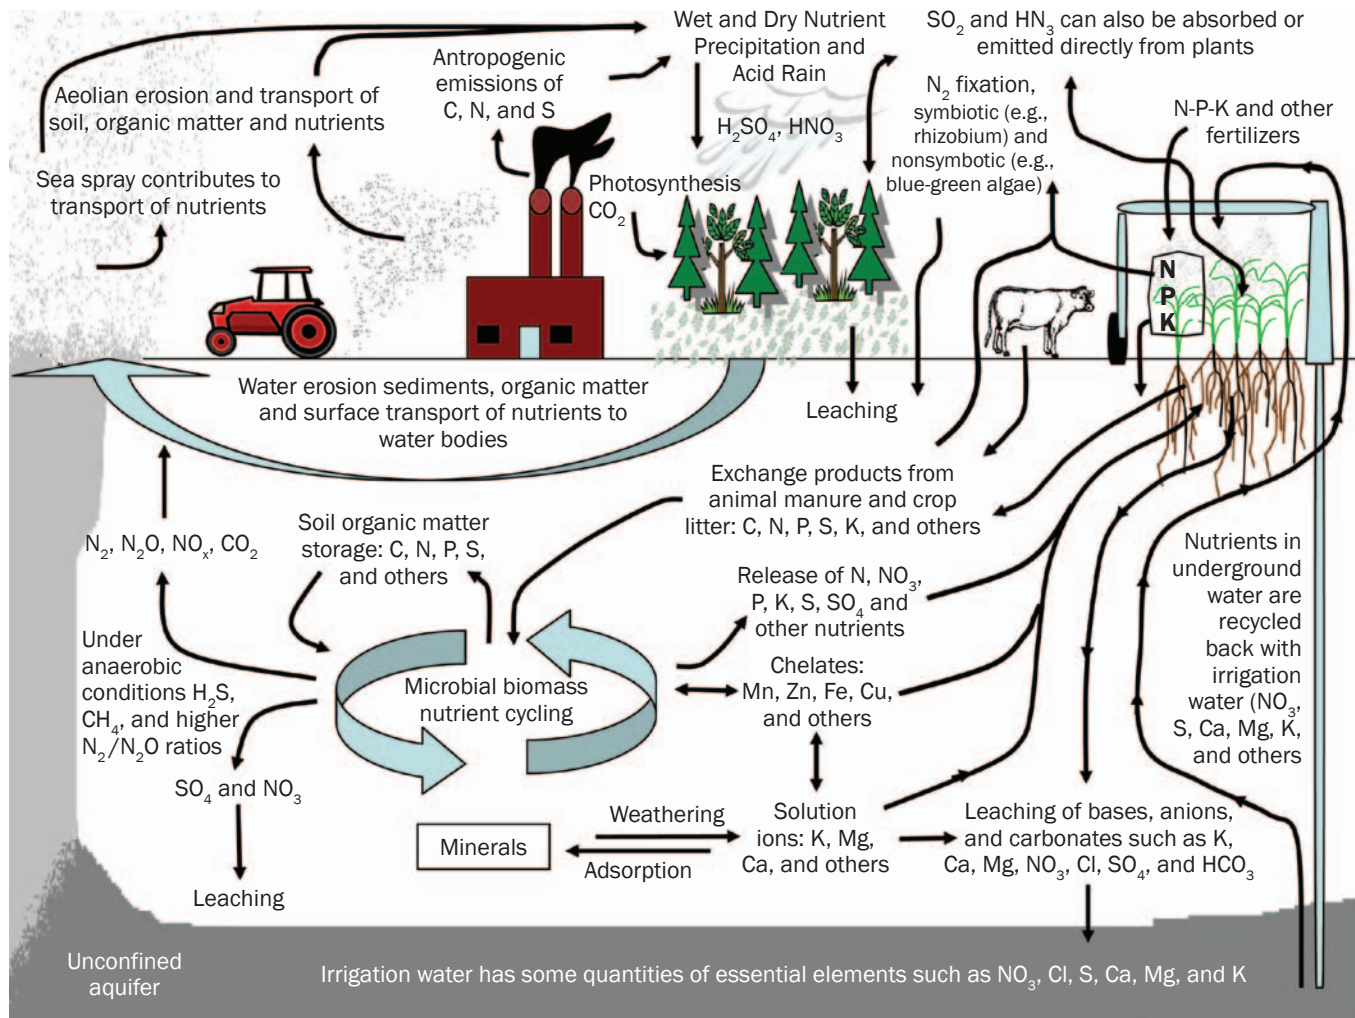 Wet and Dry Nutrient
Precipitation and
Acid Rain
SO₂ and HN₃ can also be absorbed or
emitted directly from plants
Antropogenic
emissions of
C, N, and S
Aeolian erosion and transport of
soil, organic matter and nutrients
N₂ fixation,
symbiotic (e.g.,
rhizobium) and
nonsymbotic (e.g.,
blue-green algae)
N-P-K and other
fertilizers
H₂SO₄, HNO₃
Sea spray contributes to
transport of nutrients
Photosynthesis
CO₂
N
P
K
Water erosion sediments, organic matter
and surface transport of nutrients to
water bodies
Leaching
Exchange products from
animal manure and crop
litter: C, N, P, S, K, and others
Soil organic matter
storage: C, N, P, S,
and others
N₂, N₂O, NOₓ, CO₂
Release of N, NO₃,
P, K, S, SO₄ and
other nutrients
Nutrients in
underground
water are
recycled
back with
irrigation
water (NO₃,
S, Ca, Mg, K,
and others
Under
anaerobic
conditions H₂S,
CH₄, and higher
N₂/N₂O ratios
Microbial biomass
nutrient cycling
Chelates:
Mn, Zn, Fe, Cu,
and others
SO₄ and NO₃
Leaching
Minerals
Weathering
Adsorption
Solution
ions: K, Mg,
Ca, and others
Leaching of bases, anions,
and carbonates such as K,
Ca, Mg, NO₃, Cl, SO₄, and HCO₃
Unconfined
aquifer
Irrigation water has some quantities of essential elements such as NO₃, Cl, S, Ca, Mg, and K